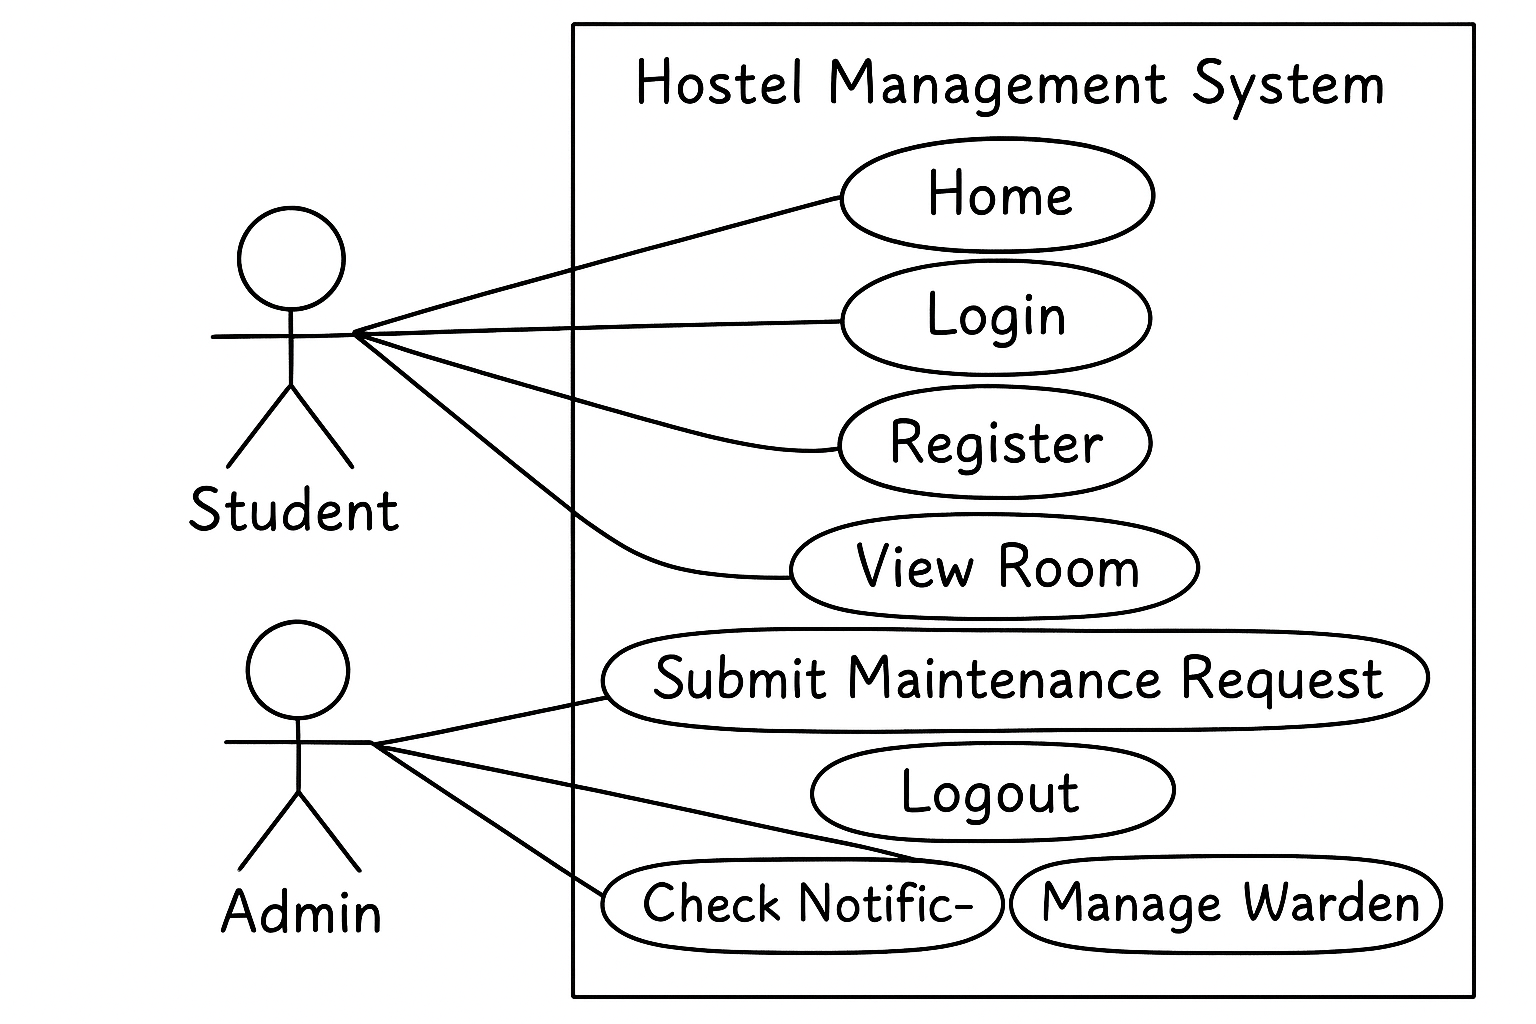 Hostel Management System
Home
Login
Register
View Room
Submit Maintenance Request
Logout
Check Notific-
Manage Warden
Student
Admin